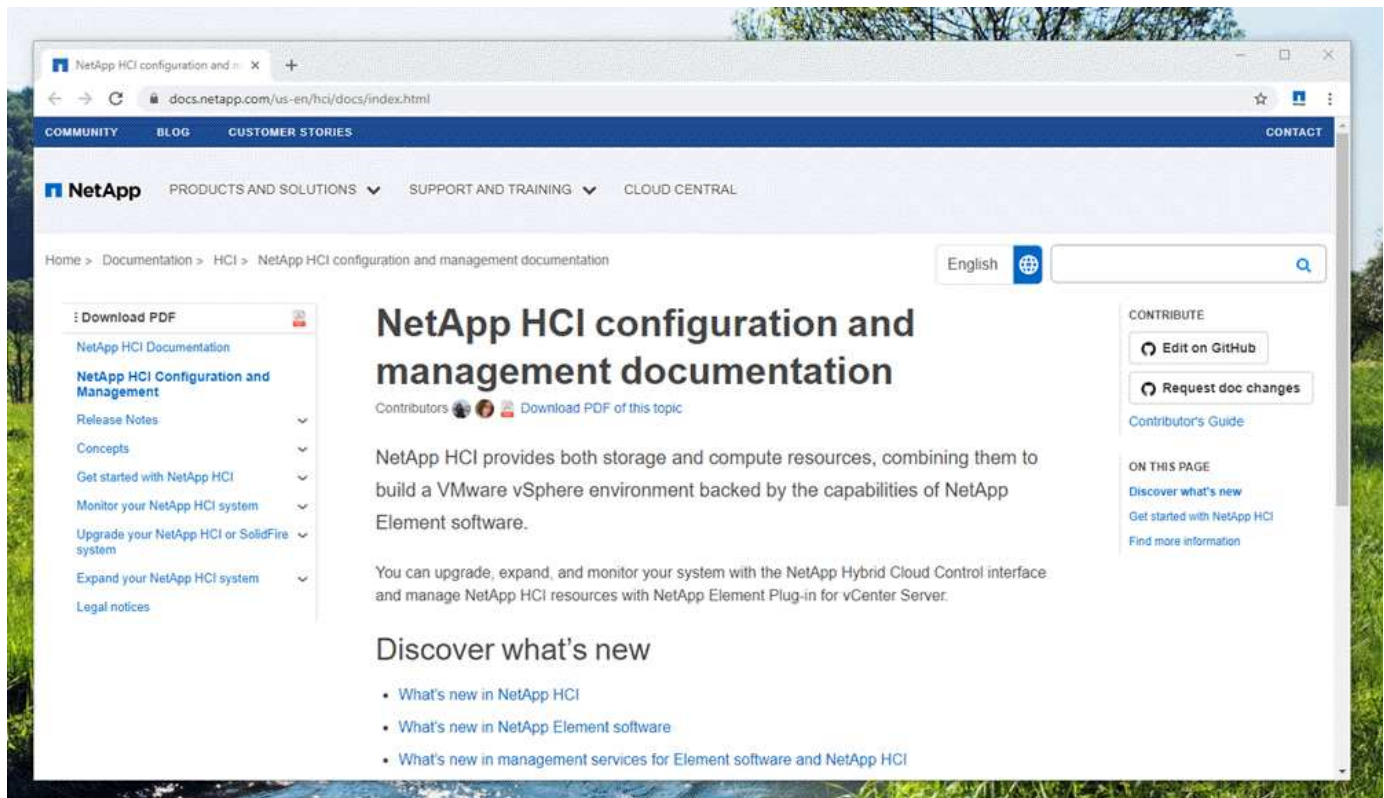 NetApp HCI configuration and
docs.netapp.com/us-en/hci/docs/index.html
COMMUNITY BLOG CUSTOMER STORIES CONTACT
NetApp PRODUCTS AND SOLUTIONS SUPPORT AND TRAINING CLOUD CENTRAL
Home > Documentation > HCI > NetApp HCI configuration and management documentation
English
Download PDF
NetApp HCI Documentation
NetApp HCI Configuration and
Management
Release Notes
Concepts
Get started with NetApp HCI
Monitor your NetApp HCI system
Upgrade your NetApp HCI or SolidFire
system
Expand your NetApp HCI system
Legal notices
NetApp HCI configuration and
management documentation
Contributors Download PDF of this topic
NetApp HCI provides both storage and compute resources, combining them to
build a VMware vSphere environment backed by the capabilities of NetApp
Element software.
You can upgrade, expand, and monitor your system with the NetApp Hybrid Cloud Control interface
and manage NetApp HCI resources with NetApp Element Plug-in for vCenter Server.
Discover what's new
• What's new in NetApp HCI
• What's new in NetApp Element software
• What's new in management services for Element software and NetApp HCI
CONTRIBUTE
Edit on GitHub
Request doc changes
Contributor's Guide
ON THIS PAGE
Discover what's new
Get started with NetApp HCI
Find more information